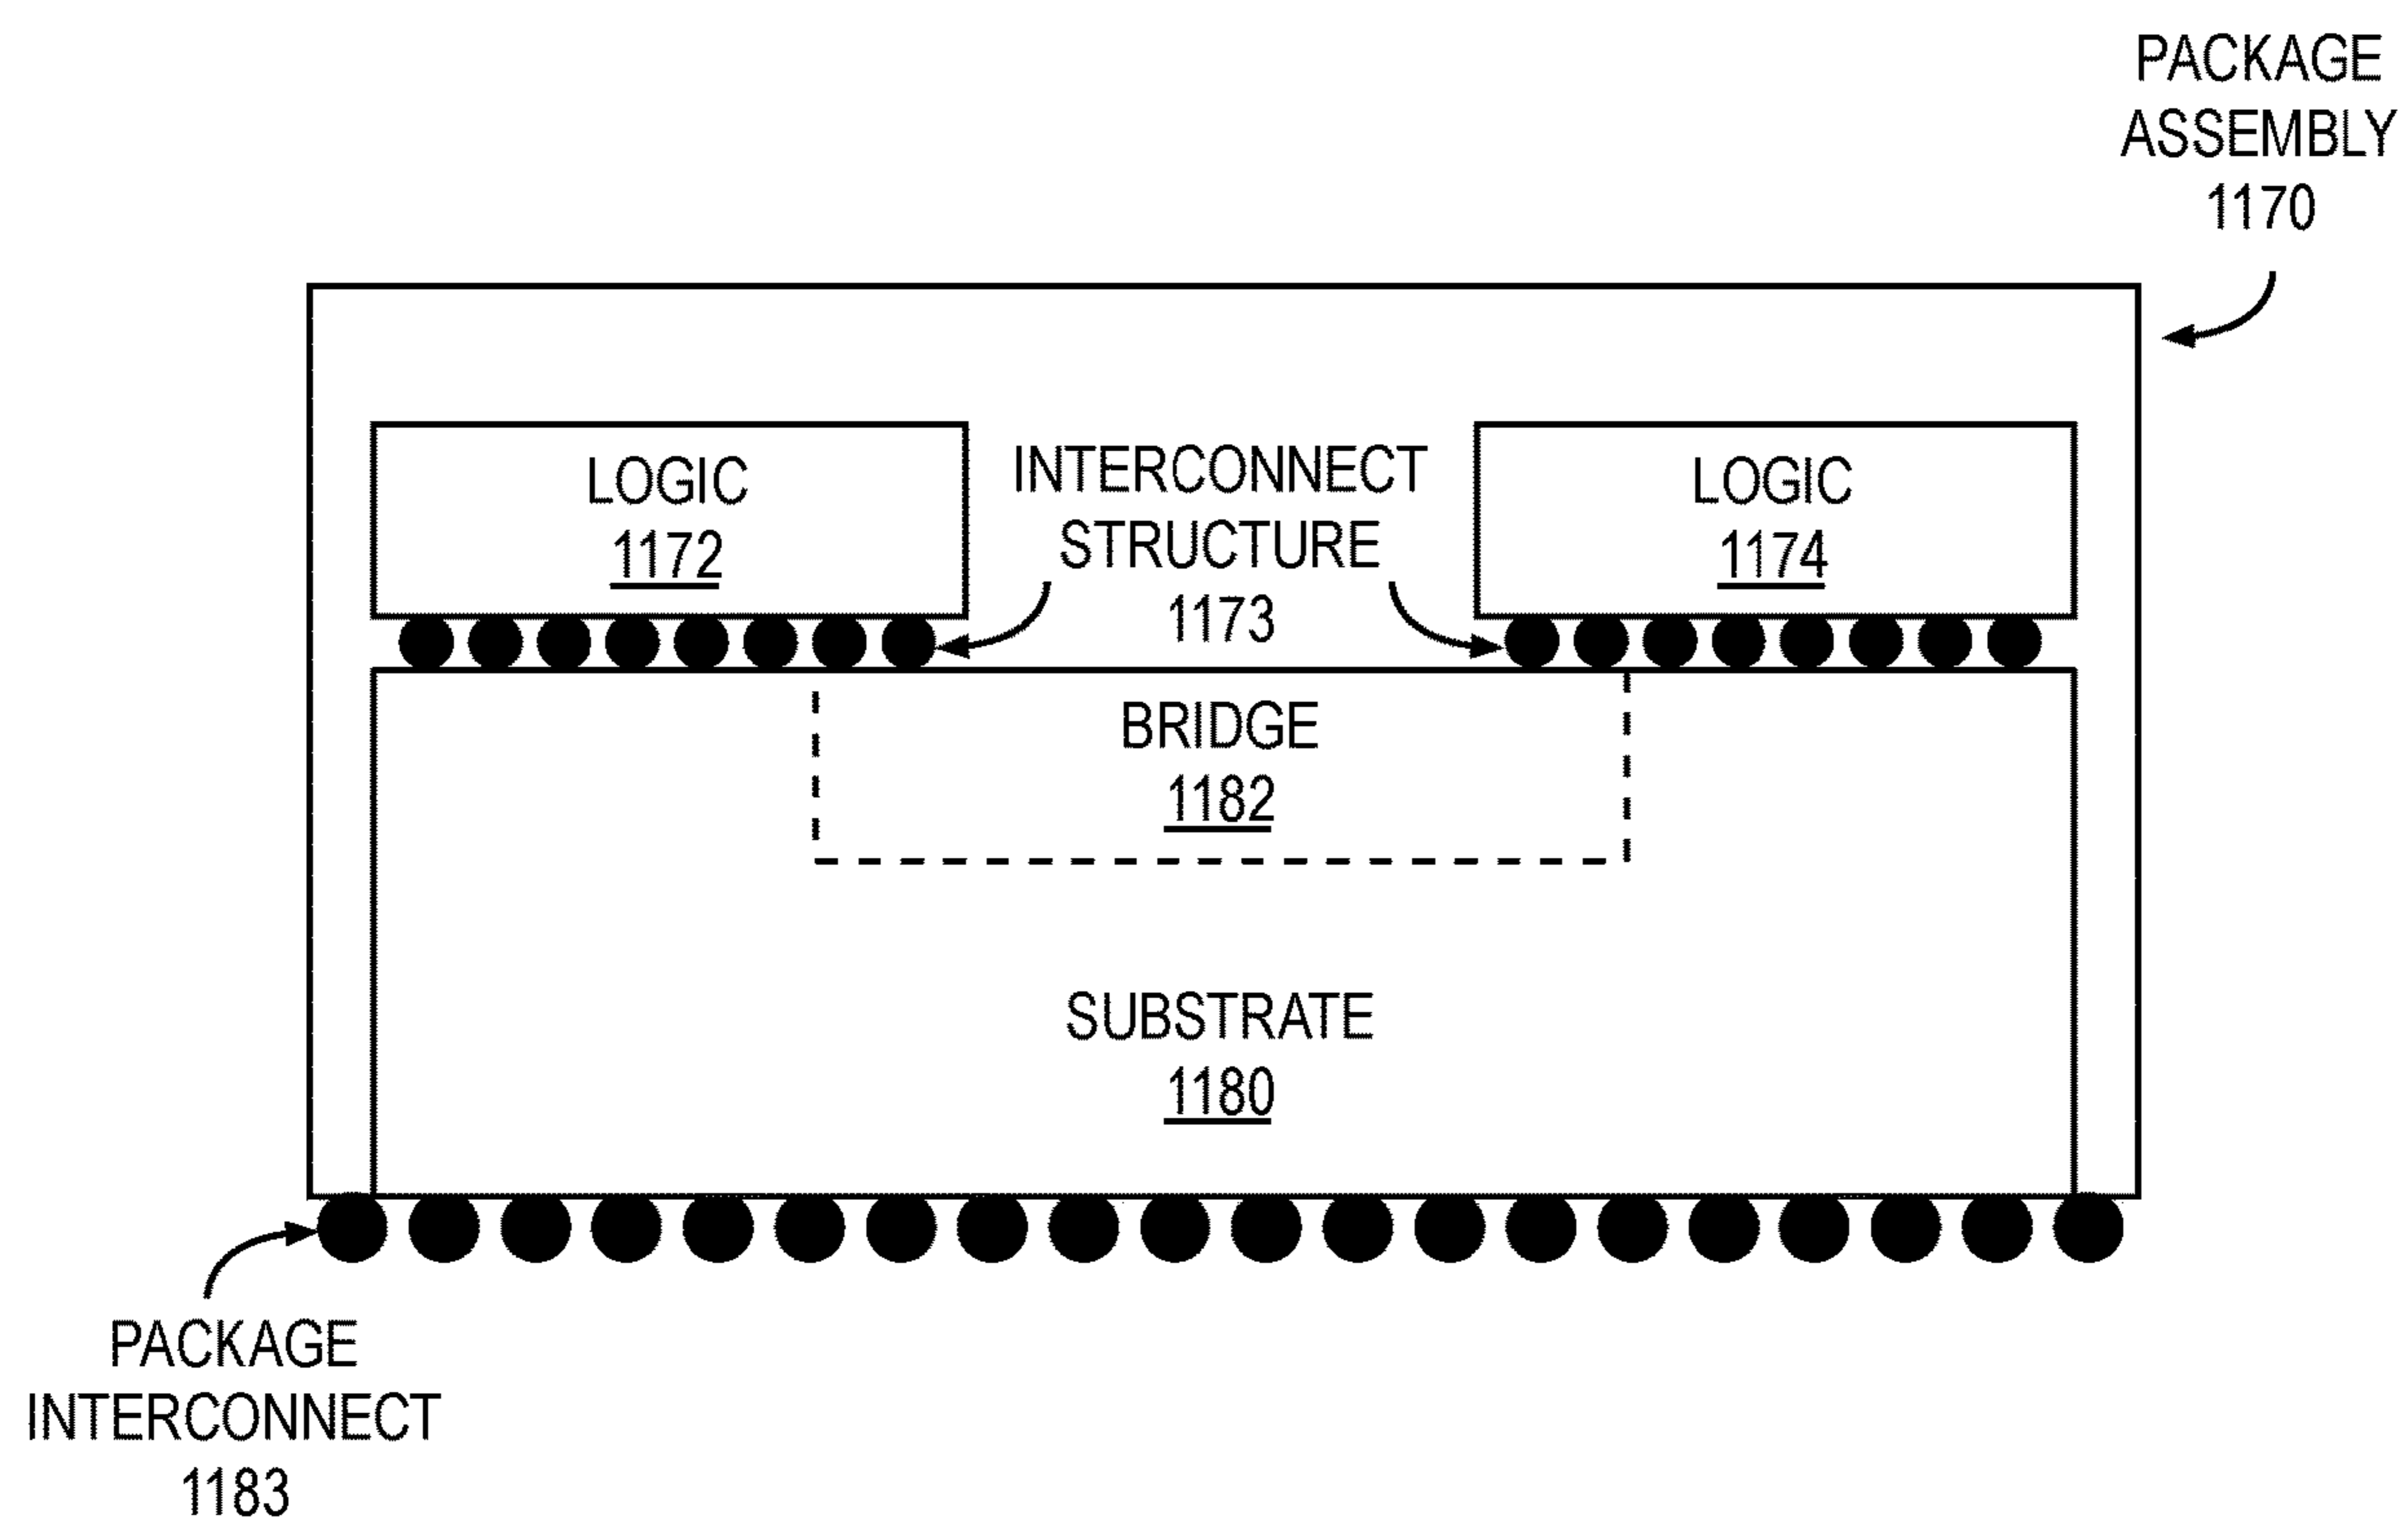 PACKAGE
ASSEMBLY
1170
LOGIC
1172
INTERCONNECT
STRUCTURE
1173
LOGIC
1174
BRIDGE
1182
SUBSTRATE
1180
PACKAGE
INTERCONNECT
1183